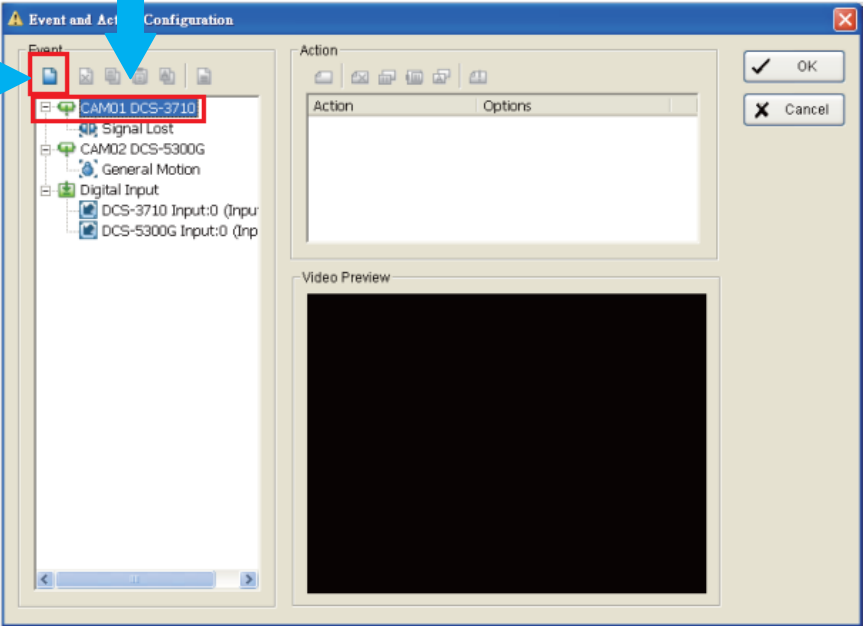 Event and Action Configuration
Event
CAM01 DCS-3710
Signal Lost
CAM02 DCS-5300G
General Motion
Digital Input
DCS-3710 Input:0 (Inpu
DCS-5300G Input:0 (Inp
Action
Action Options
Video Preview
OK
Cancel